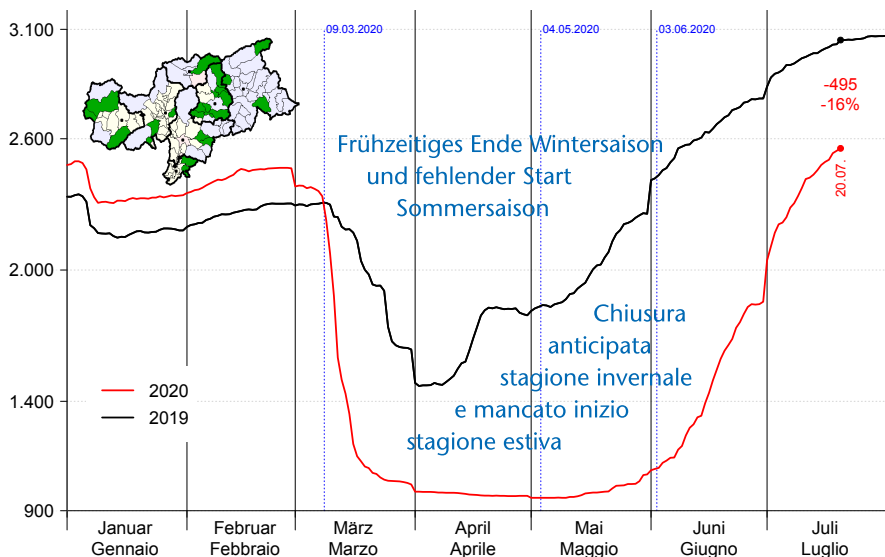 3.100
2.600
2.000
1.400
900
09.03.2020
04.05.2020
03.06.2020
-495
-16%
20.07.
Frühzeitiges Ende Wintersaison
und fehlender Start
Sommersaison
Chiusura
anticipata
stagione invernale
e mancato inizio
stagione estiva
2020
2019
Januar
Gennaio
Februar
Febbraio
März
Marzo
April
Aprile
Mai
Maggio
Juni
Giugno
Juli
Luglio